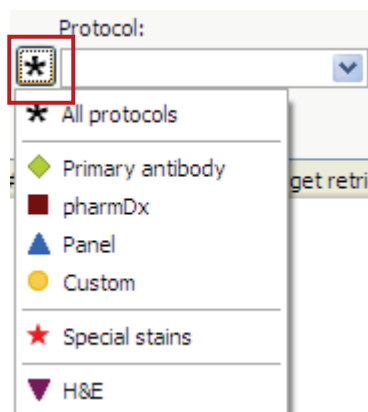 Protocol:
All protocols
Primary antibody
get retri
pharmDx
Panel
Custom
Special stains
H&E